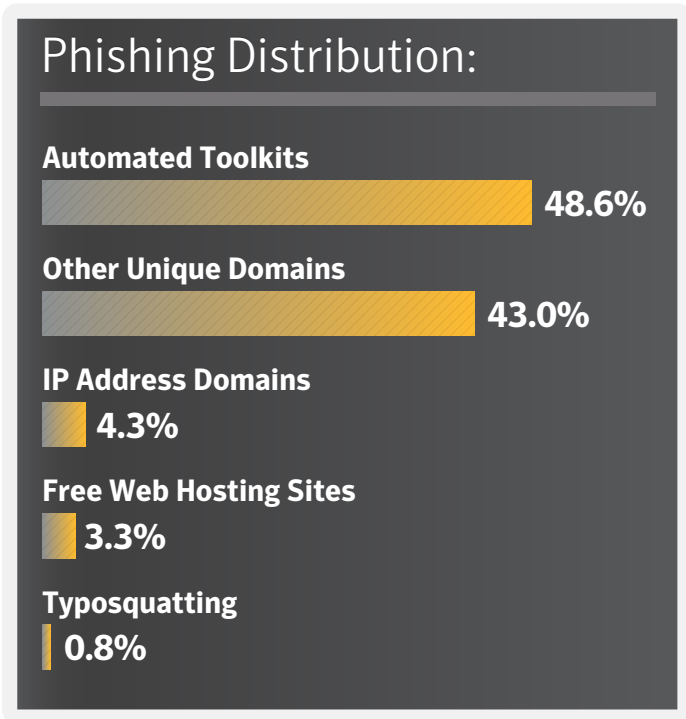 Phishing Distribution:
Automated Toolkits
48.6%
Other Unique Domains
43.0%
IP Address Domains
4.3%
Free Web Hosting Sites
3.3%
Typosquatting
0.8%